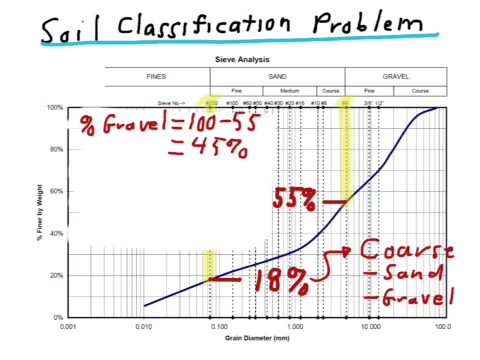 Soil Classification Problem
Sieve Analysis
FINES SAND GRAVEL
Fine Medium Course Fine Course
Sieve No -> #200 #100 #60 #50 #40 #30 #20 #16 #10 #8 #4 3/8" 1/2"
100%
% Gravel = 100-55
= 45%
80%
60%
55%
40%
20%
18%
Coarse
- Sand
- Gravel
0%
% Finer by Weight
0.001 0.010 0.100 1.000 10.000 100.0
Grain Diameter (mm)